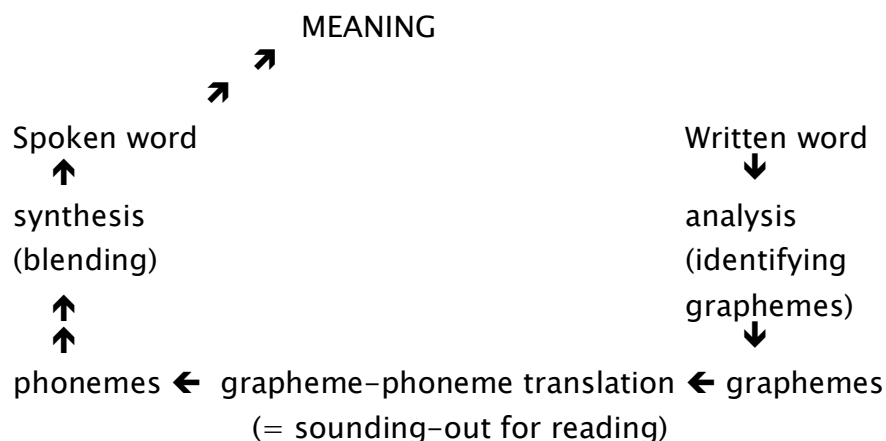 MEANING
Spoken word Written word
synthesis analysis
(blending) (identifying
graphemes)
phonemes ← grapheme-phoneme translation ← graphemes
(= sounding-out for reading)